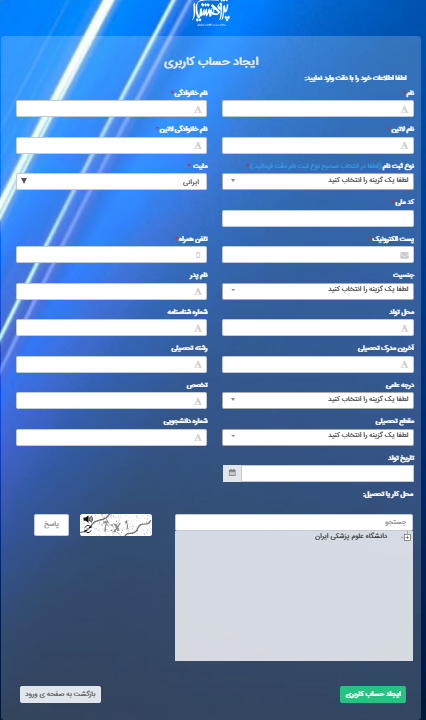 پژوهشیار
ایجاد حساب کاربری
لطفا اطلاعات خود را با دقت وارد نمایید:
نام *
نام خانوادگی *
نام لاتین
نام خانوادگی لاتین *
نوع ثبت نام (لطفا در انتخاب صحیح نوع ثبت نام دقت فرمائید.) *
ملیت *
لطفا یک گزینه را انتخاب کنید
ایرانی
کد ملی *
پست الکترونیک *
تلفن همراه *
جنسیت
نام پدر
لطفا یک گزینه را انتخاب کنید
محل تولد
شماره شناسنامه
آخرین مدرک تحصیلی
رشته تحصیلی
درجه علمی
تخصص
لطفا یک گزینه را انتخاب کنید
مقطع تحصیلی
شماره دانشجویی
لطفا یک گزینه را انتخاب کنید
تاریخ تولد
محل کار یا تحصیل:
جستجو
7 x 1
پاسخ
دانشگاه علوم پزشکی ایران
ایجاد حساب کاربری
بازگشت به صفحه ی ورود